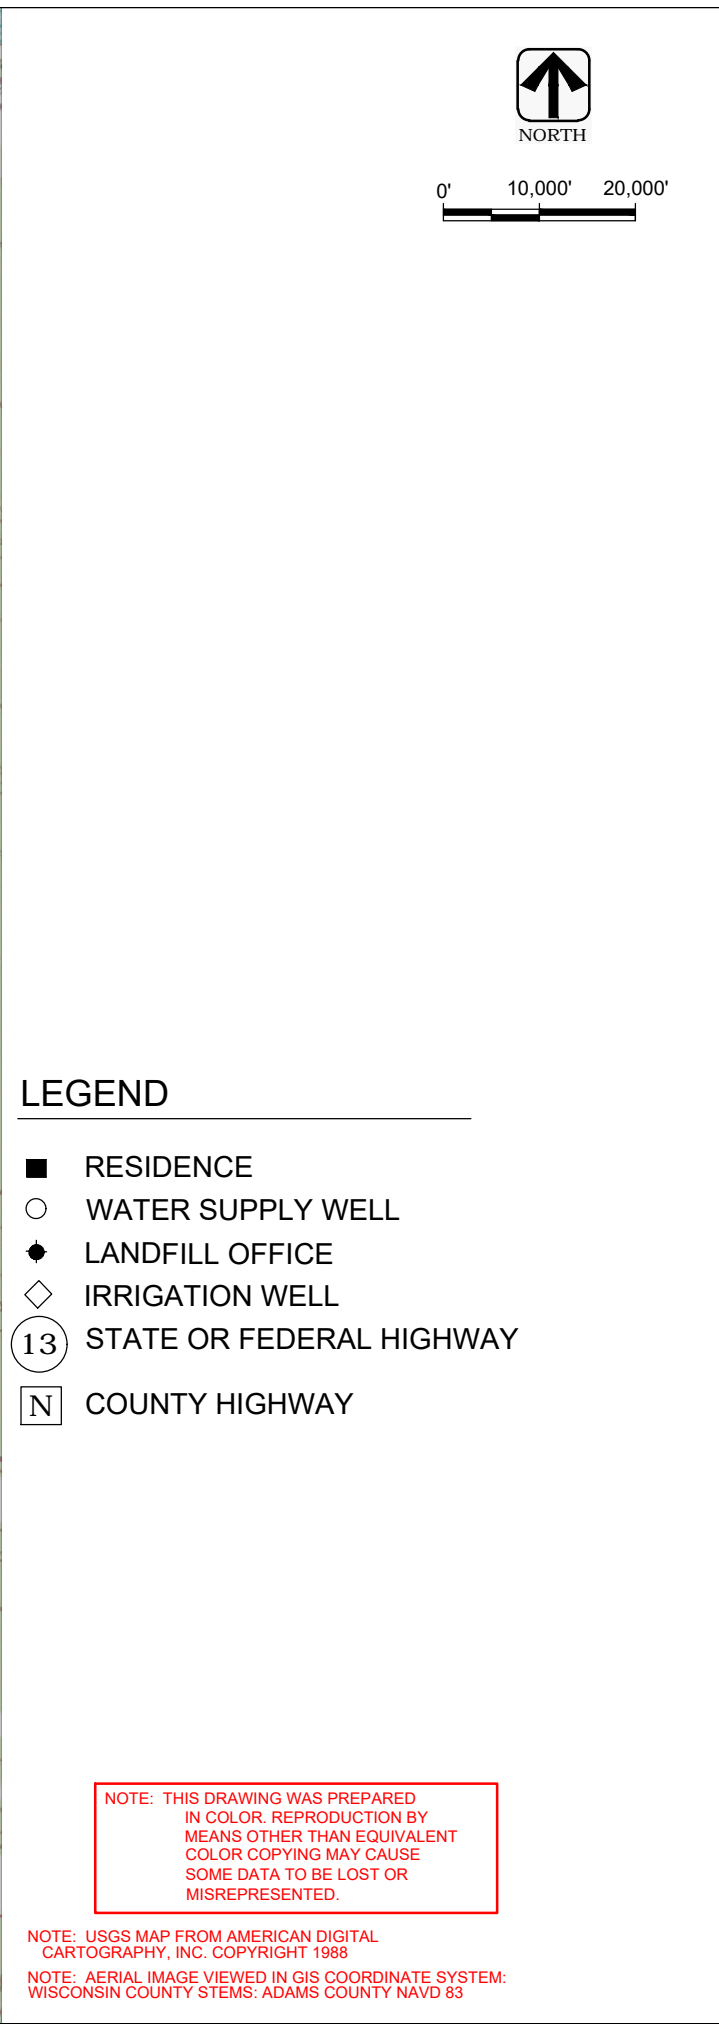 NORTH
0' 10,000' 20,000'
LEGEND
RESIDENCE
WATER SUPPLY WELL
LANDFILL OFFICE
IRRIGATION WELL
13 STATE OR FEDERAL HIGHWAY
N COUNTY HIGHWAY
NOTE: THIS DRAWING WAS PREPARED
IN COLOR. REPRODUCTION BY
MEANS OTHER THAN EQUIVALENT
COLOR COPYING MAY CAUSE
SOME DATA TO BE LOST OR
MISREPRESENTED.
NOTE: USGS MAP FROM AMERICAN DIGITAL
CARTOGRAPHY, INC. COPYRIGHT 1988
NOTE: AERIAL IMAGE VIEWED IN GIS COORDINATE SYSTEM:
WISCONSIN COUNTY STEMS: ADAMS COUNTY NAVD 83